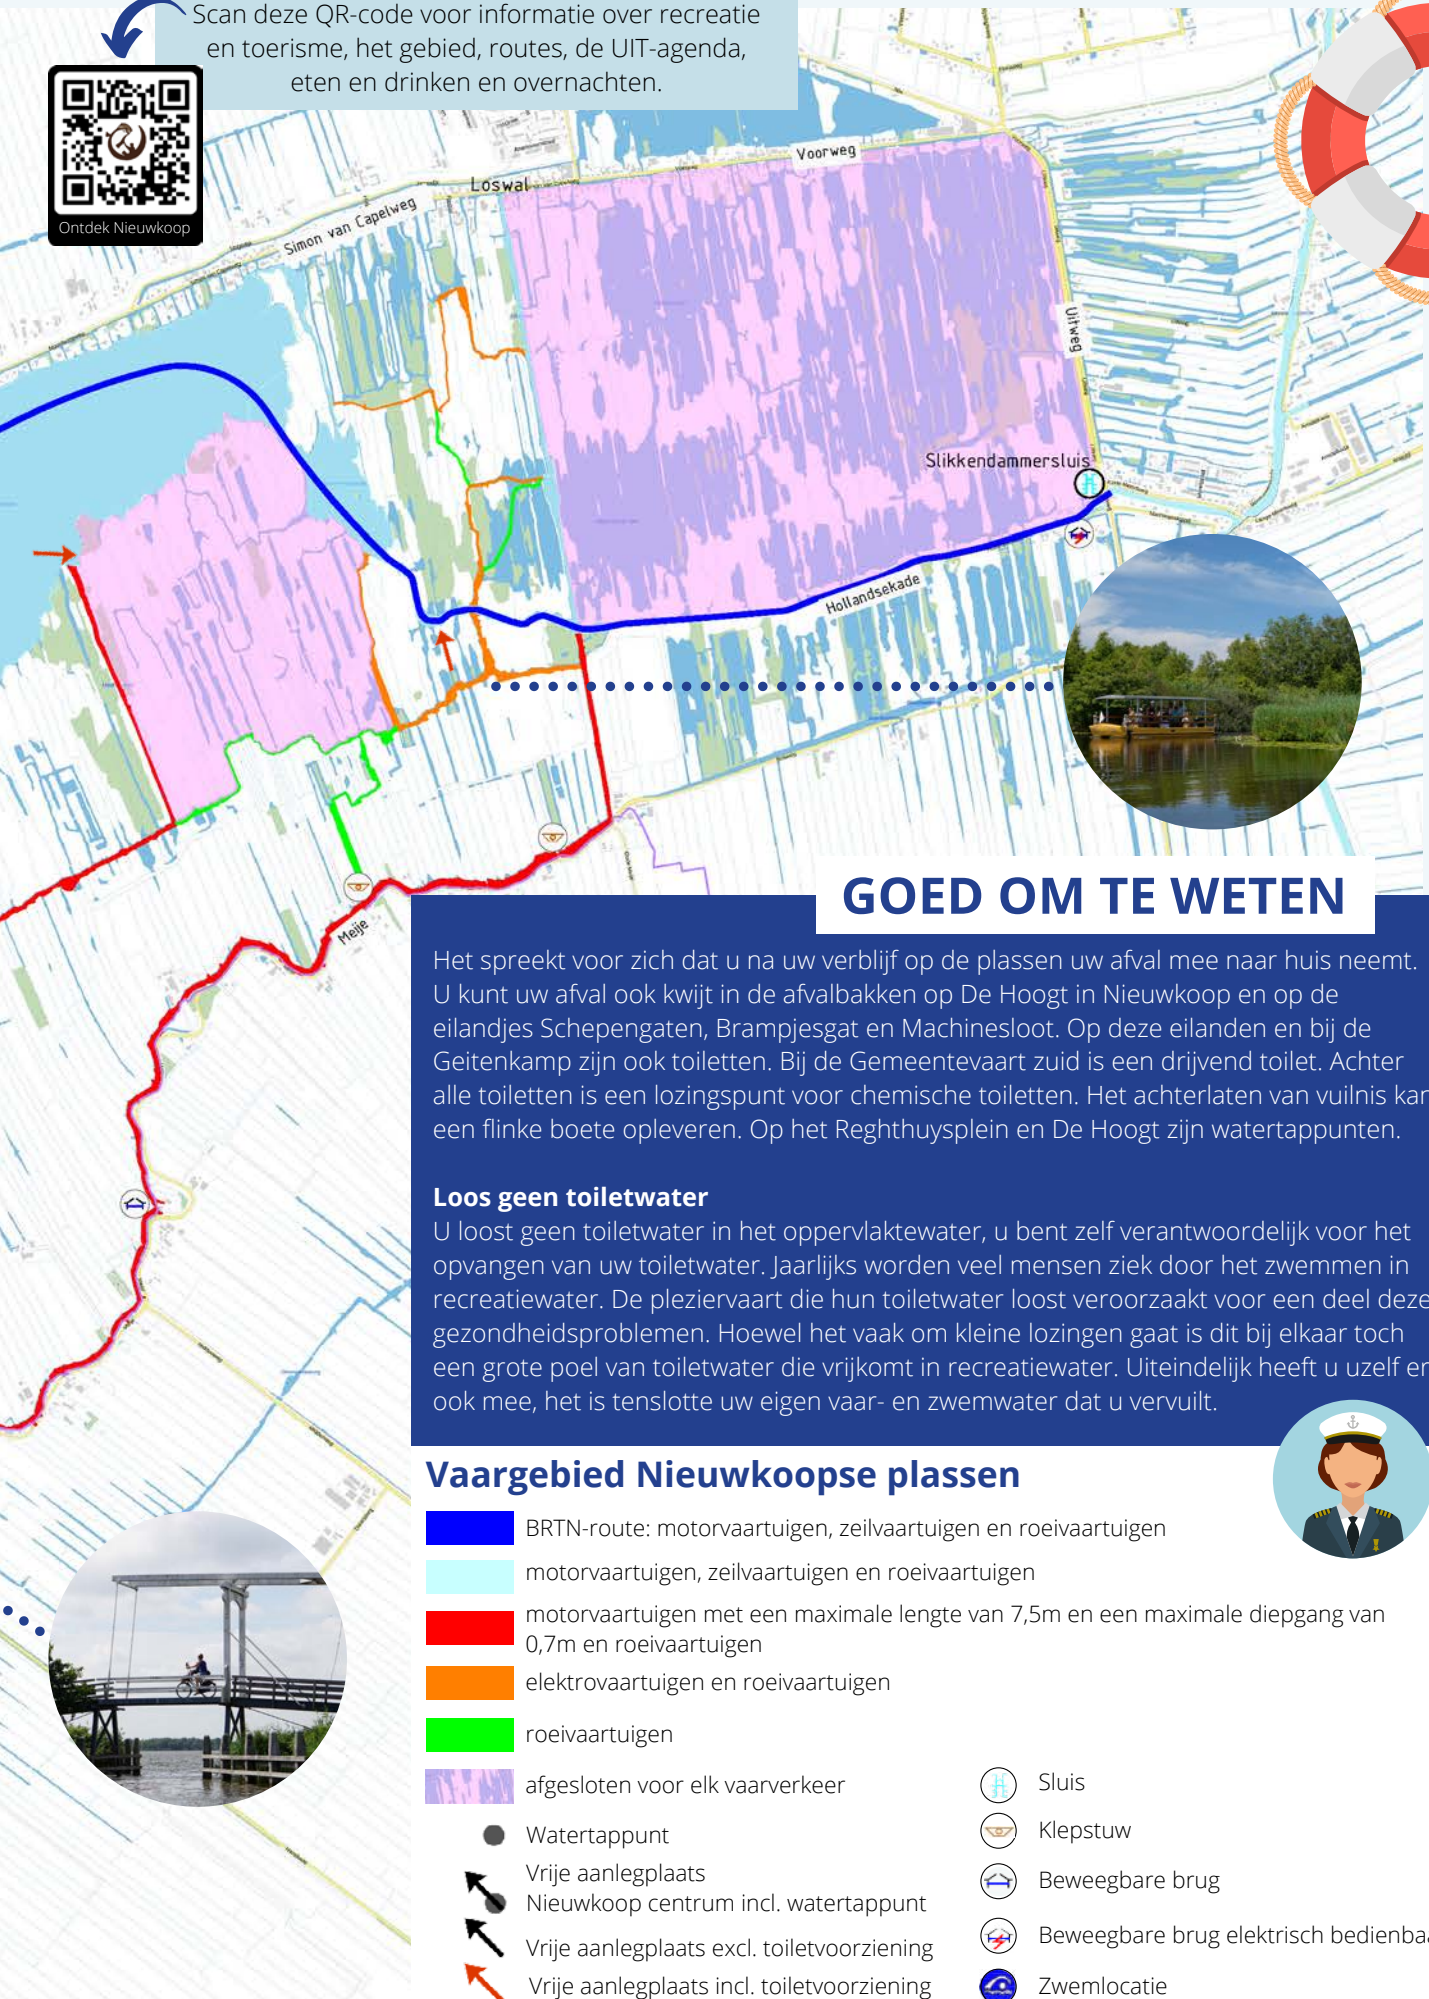 Scan deze QR-code voor informatie over recreatie
en toerisme, het gebied, routes, de UIT-agenda,
eten en drinken en overnachten.
Ontdek Nieuwkoop
Voorweg
Loswal
Simon van Capelweg
Uitweg
Slikkendammersluis
Hollandsekade
Meije
GOED OM TE WETEN
Het spreekt voor zich dat u na uw verblijf op de plassen uw afval mee naar huis neemt.
U kunt uw afval ook kwijt in de afvalbakken op De Hoogt in Nieuwkoop en op de
eilandjes Schepengaten, Brampjesgat en Machinesloot. Op deze eilanden en bij de
Geitenkamp zijn ook toiletten. Bij de Gemeentevaart zuid is een drijvend toilet. Achter
alle toiletten is een lozingspunt voor chemische toiletten. Het achterlaten van vuilnis kan
een flinke boete opleveren. Op het Reghthuysplein en De Hoogt zijn watertappunten.
Loos geen toiletwater
U loost geen toiletwater in het oppervlaktewater, u bent zelf verantwoordelijk voor het
opvangen van uw toiletwater. Jaarlijks worden veel mensen ziek door het zwemmen in
recreatiewater. De pleziervaart die hun toiletwater loost veroorzaakt voor een deel deze
gezondheidsproblemen. Hoewel het vaak om kleine lozingen gaat is dit bij elkaar toch
een grote poel van toiletwater die vrijkomt in recreatiewater. Uiteindelijk heeft u uzelf er
ook mee, het is tenslotte uw eigen vaar- en zwemwater dat u vervuilt.
Vaargebied Nieuwkoopse plassen
BRTN-route: motorvaartuigen, zeilvaartuigen en roeivaartuigen
motorvaartuigen, zeilvaartuigen en roeivaartuigen
motorvaartuigen met een maximale lengte van 7,5m en een maximale diepgang van
0,7m en roeivaartuigen
elektrovaartuigen en roeivaartuigen
roeivaartuigen
afgesloten voor elk vaarverkeer
Watertappunt
Vrije aanlegplaats
Nieuwkoop centrum incl. watertappunt
Vrije aanlegplaats excl. toiletvoorziening
Vrije aanlegplaats incl. toiletvoorziening
Sluis
Klepstuw
Beweegbare brug
Beweegbare brug elektrisch bedienba
Zwemlocatie